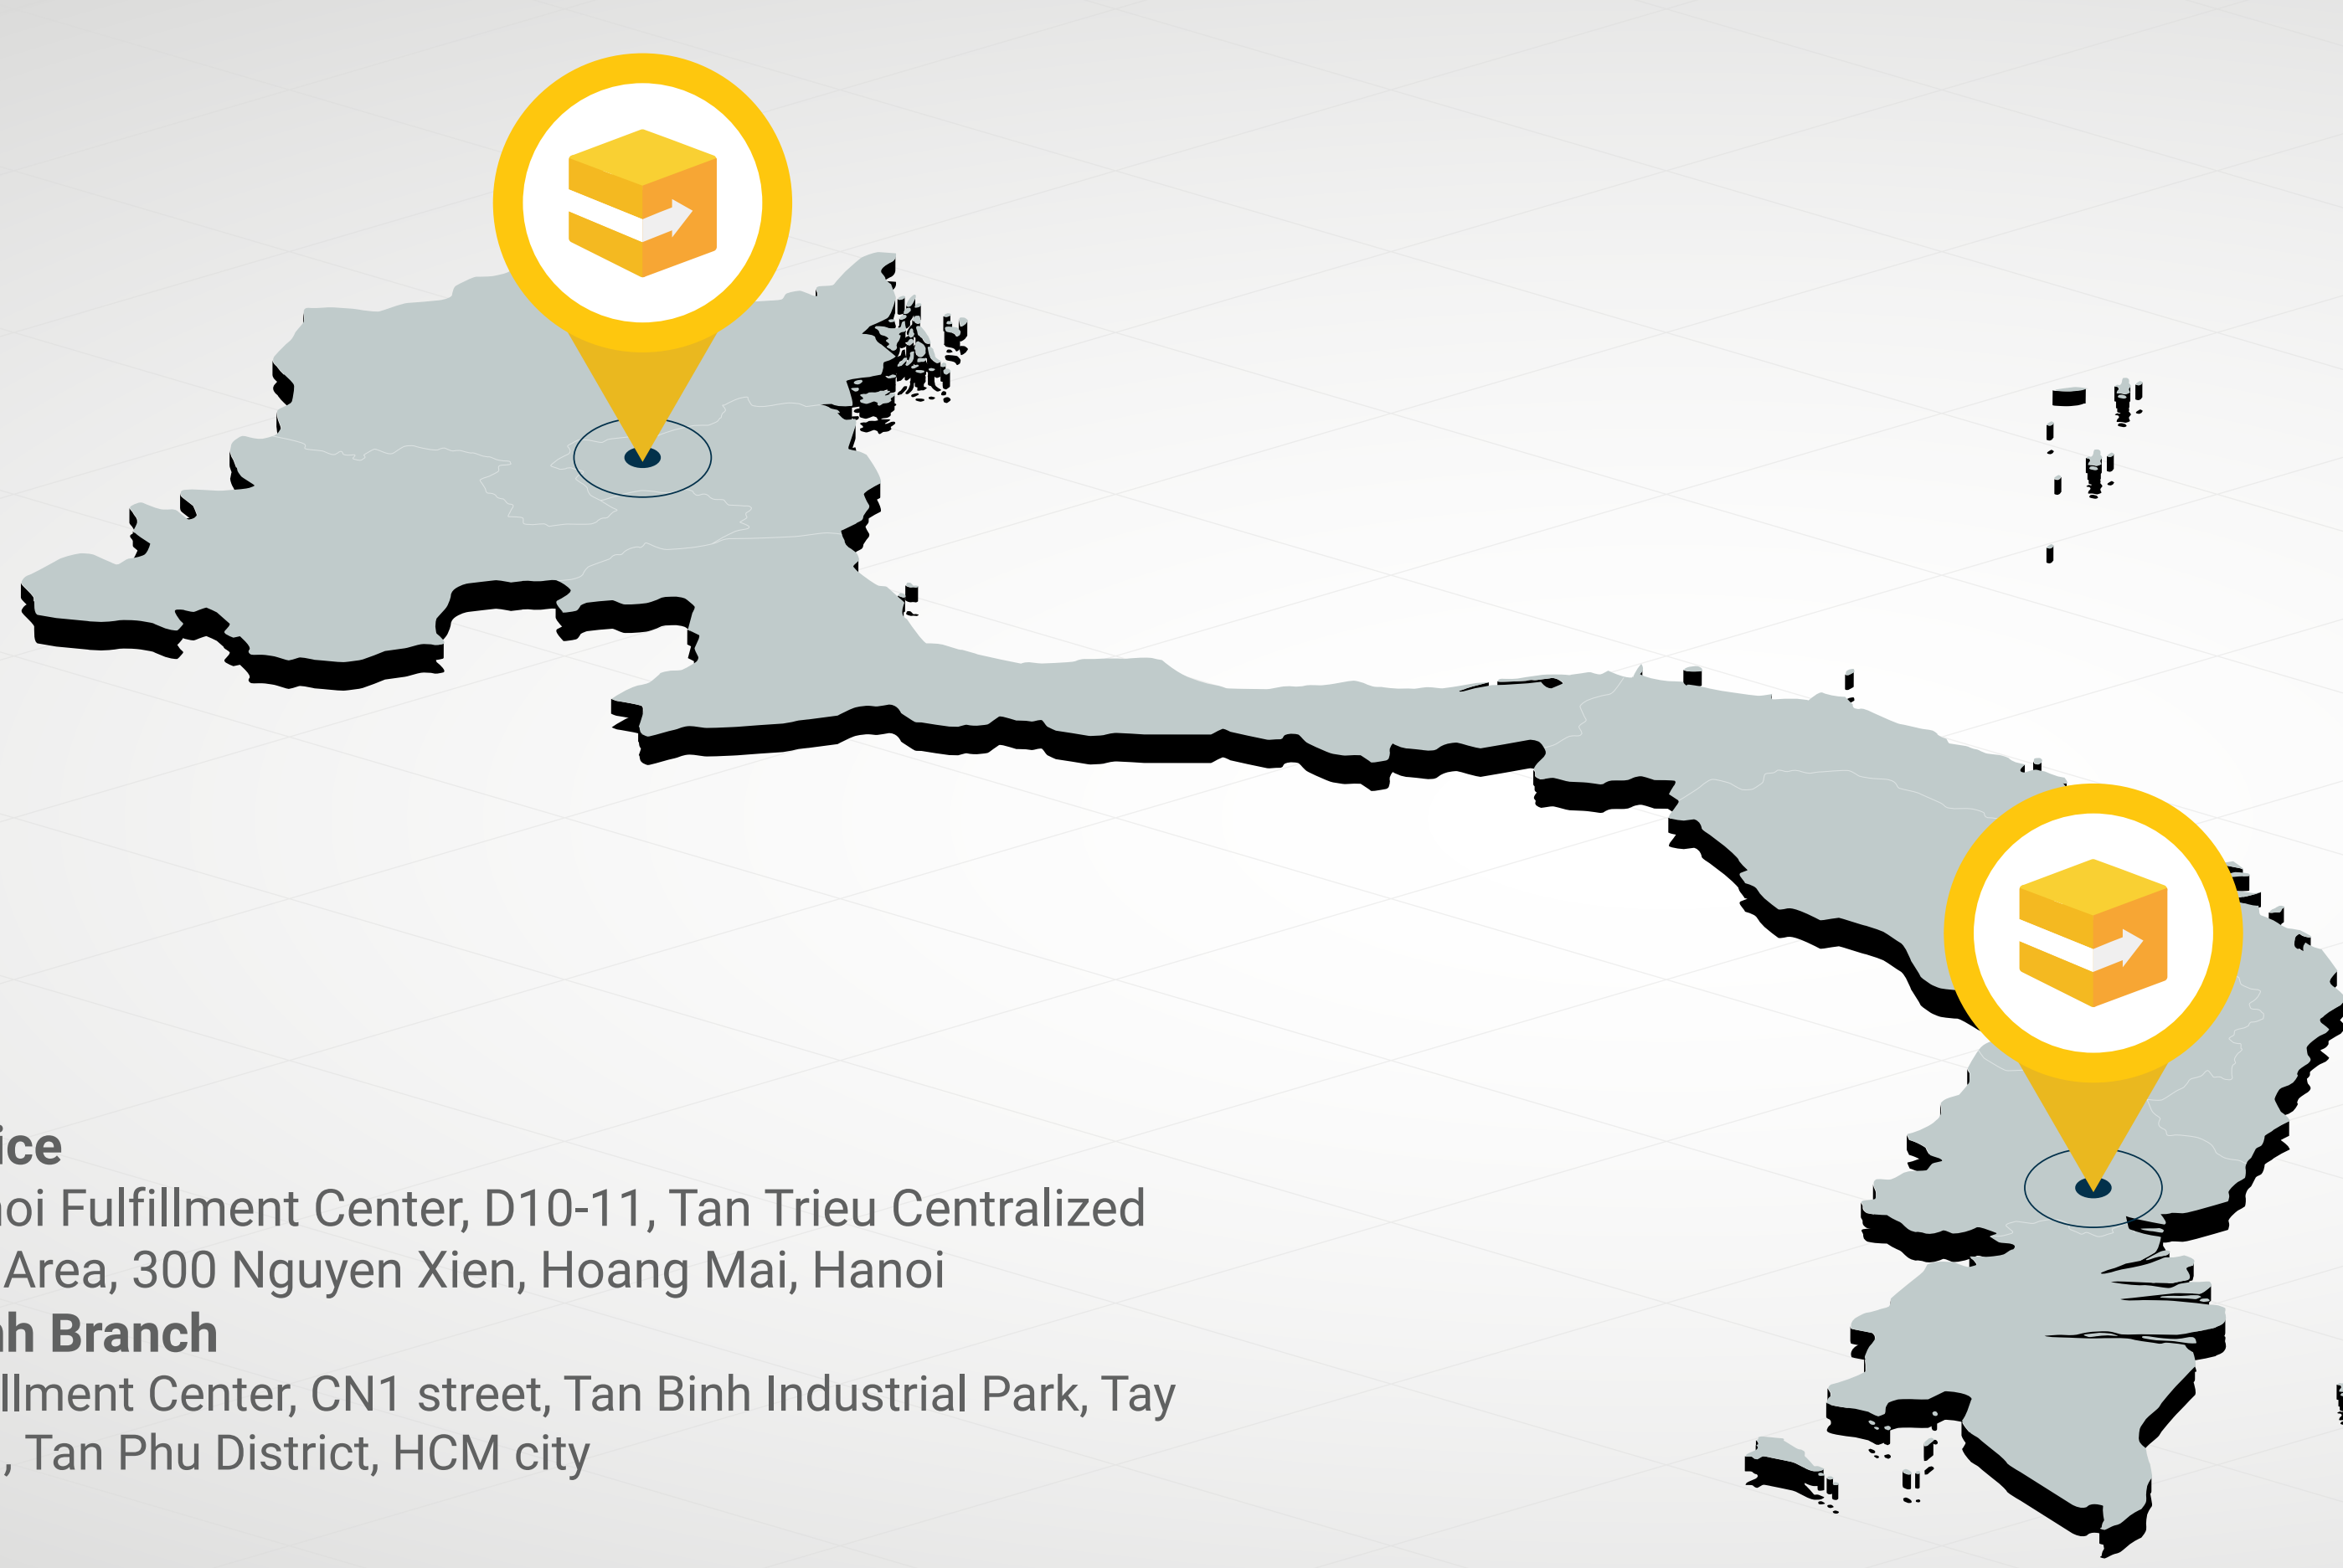 ice
oi Fulfillment Center, D10-11, Tan Trieu Centralized
Area, 300 Nguyen Xien, Hoang Mai, Hanoi
h Branch
llment Center, CN1 street, Tan Binh Industrial Park, Tay
, Tan Phu District, HCM city